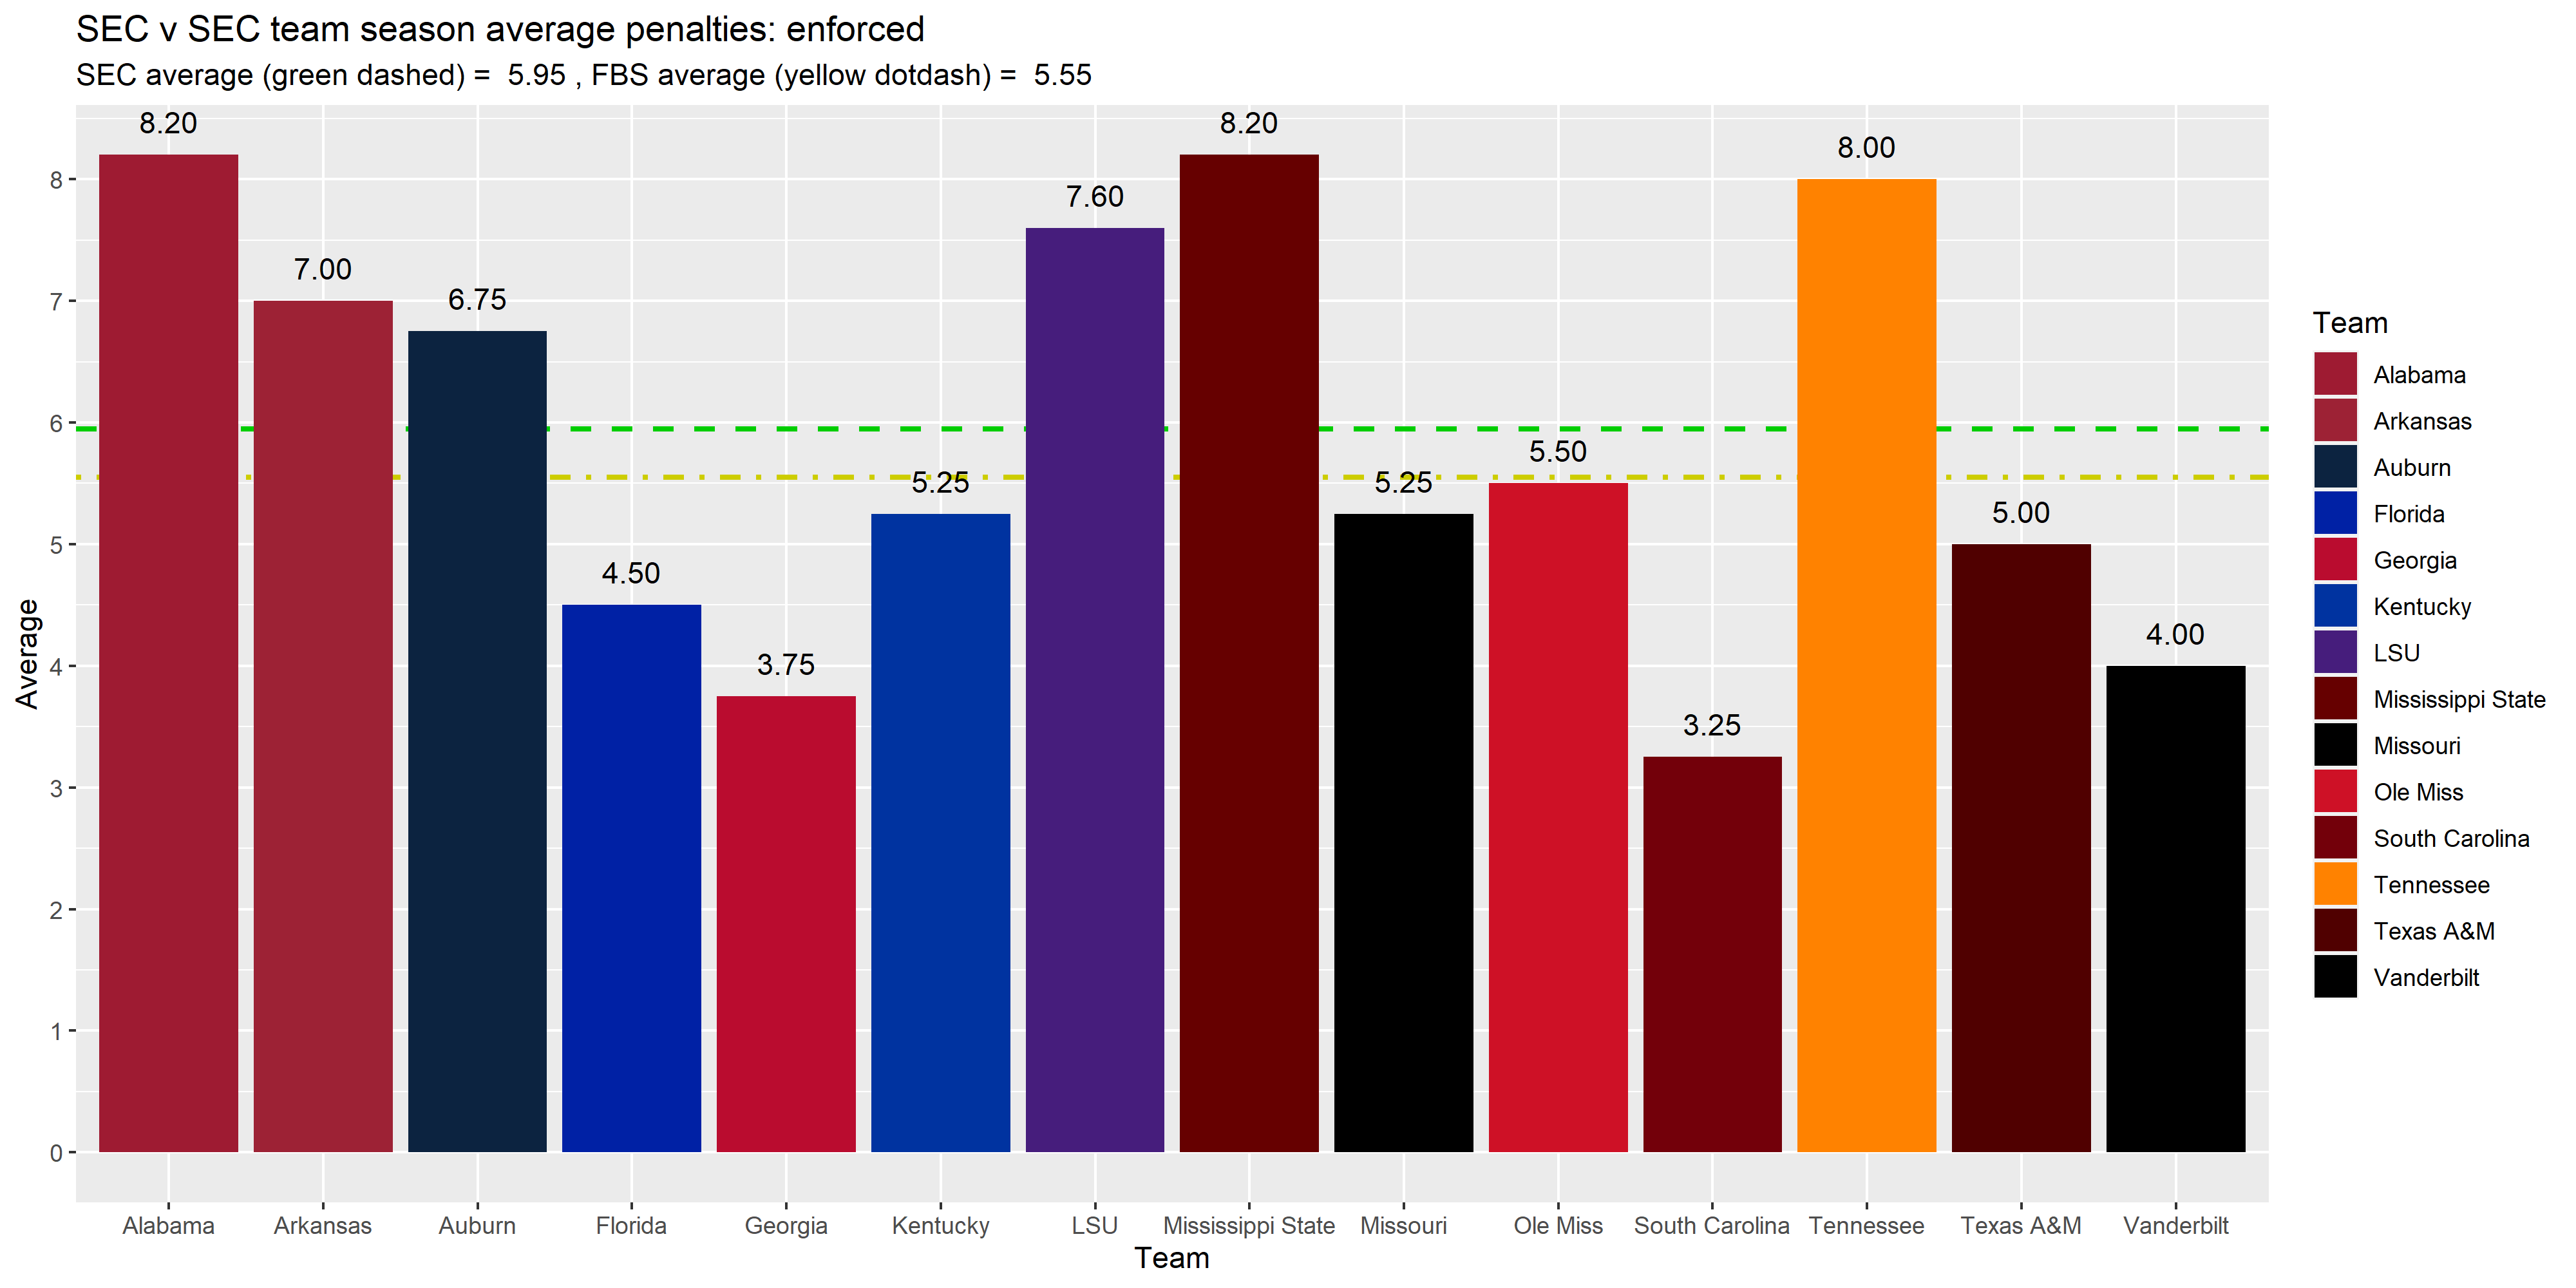 SEC v SEC team season average penalties: enforced
SEC average (green dashed) =  5.95 , FBS average (yellow dotdash) =  5.55
8.20
7.00
6.75
4.50
3.75
5.25
7.60
8.20
5.25
5.50
3.25
8.00
5.00
4.00
8
7
6
5
4
3
2
1
0
Average
Alabama
Arkansas
Auburn
Florida
Georgia
Kentucky
LSU
Mississippi State
Missouri
Ole Miss
South Carolina
Tennessee
Texas A&M
Vanderbilt
Team
Team
Alabama
Arkansas
Auburn
Florida
Georgia
Kentucky
LSU
Mississippi State
Missouri
Ole Miss
South Carolina
Tennessee
Texas A&M
Vanderbilt